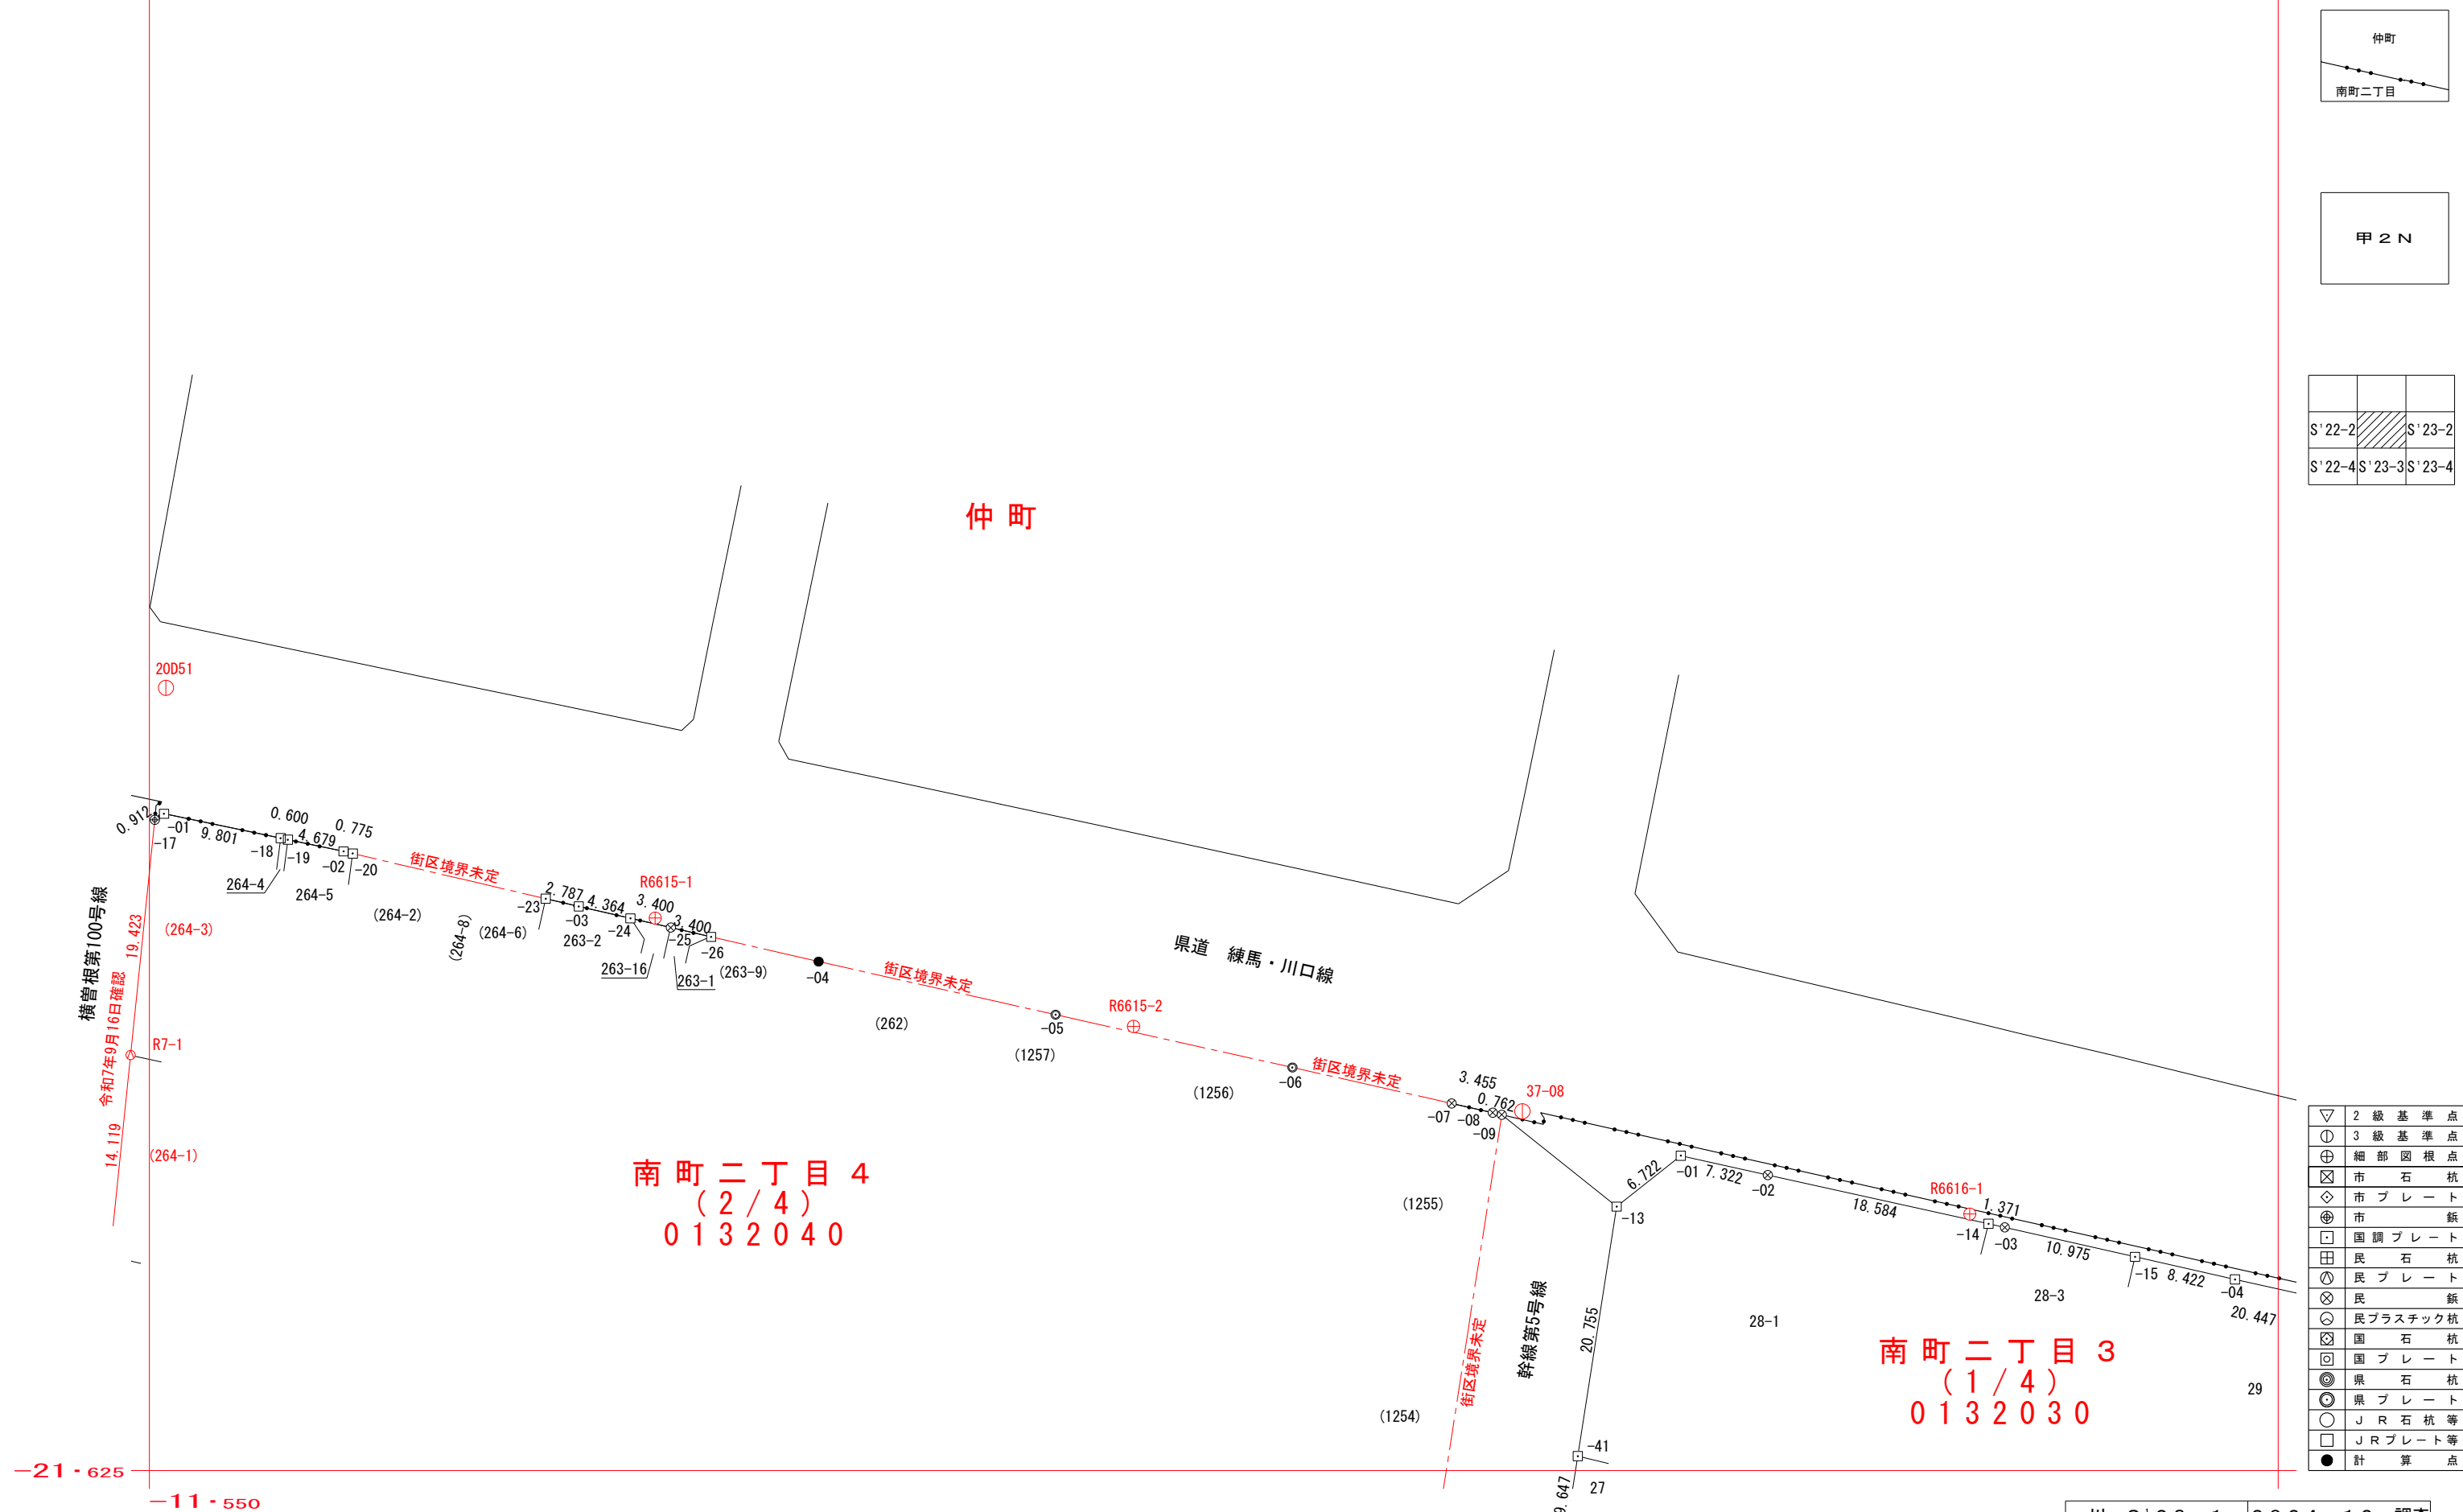 仲町
南町二丁目
甲2N
S'22-2
S'23-2
S'22-4
S'23-3
S'23-4
仲町
20D51
0.912
-01
-17
9.801
0.600
-18
-19
4.679
0.775
-02
-20
264-4
264-5
街区境界未定
(264-2)
(264-8)
(264-6)
2.787
-23
-03
4.364
263-2
-24
R6615-1
3.400
3.400
-25
-26
263-16
263-1
(263-9)
-04
街区境界未定
県道 練馬・川口線
(262)
-05
(1257)
R6615-2
(1256)
-06
街区境界未定
3.455
0.762
-07
-08
-09
37-08
横曽根第100号線
令和7年9月16日確認
19.423
(264-3)
R7-1
14.119
(264-1)
南町二丁目4
(2/4)
0132040
(1255)
6.722
-13
-01
7.322
-02
18.584
R6616-1
1.371
-14
-03
10.975
-15
8.422
-04
20.447
28-3
28-1
29
20.755
幹線第5号線
街区境界未定
(1254)
-41
27
9.647
南町二丁目3
(1/4)
0132030
-21.625
-11.550
2級基準点
3級基準点
細部図根点
市石杭
市プレート
市鋲
国調プレート
民石杭
民プレート
民鋲
民プラスチック杭
国石杭
国プレート
県石杭
県プレート
JR石杭等
JRプレート等
計算点